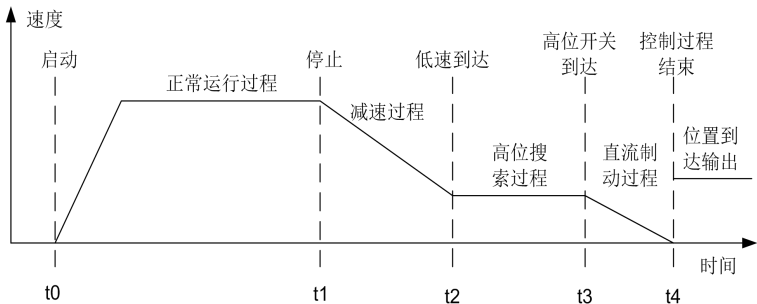 速度
启动
停止
低速到达
高位开关
到达
控制过程
结束
正常运行过程
减速过程
高位搜
索过程
直流制
动过程
位置到
达输出
时间
t0
t1
t2
t3
t4